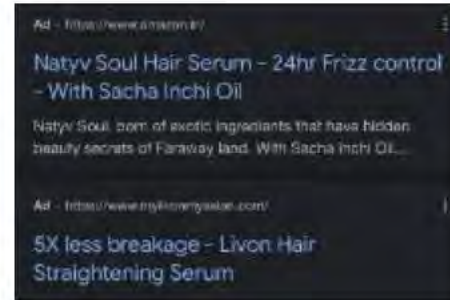 Ad - https://www.amazon.in/
Natyv Soul Hair Serum - 24hr Frizz control
- With Sacha Inchi Oil
Natyv Soul, born of exotic ingredients that have hidden
beauty secrets of Faraway land. With Sacha Inchi Oil...
Ad -
5X less breakage - Livon Hair
Straightening Serum